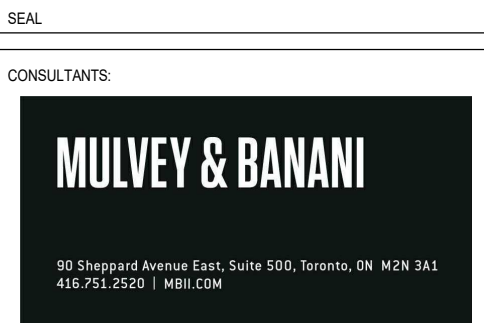 SEAL
CONSULTANTS:
MULVEY & BANANI
90 Sheppard Avenue East, Suite 500, Toronto, ON M2N 3A1
416.751.2520 | MBII.COM